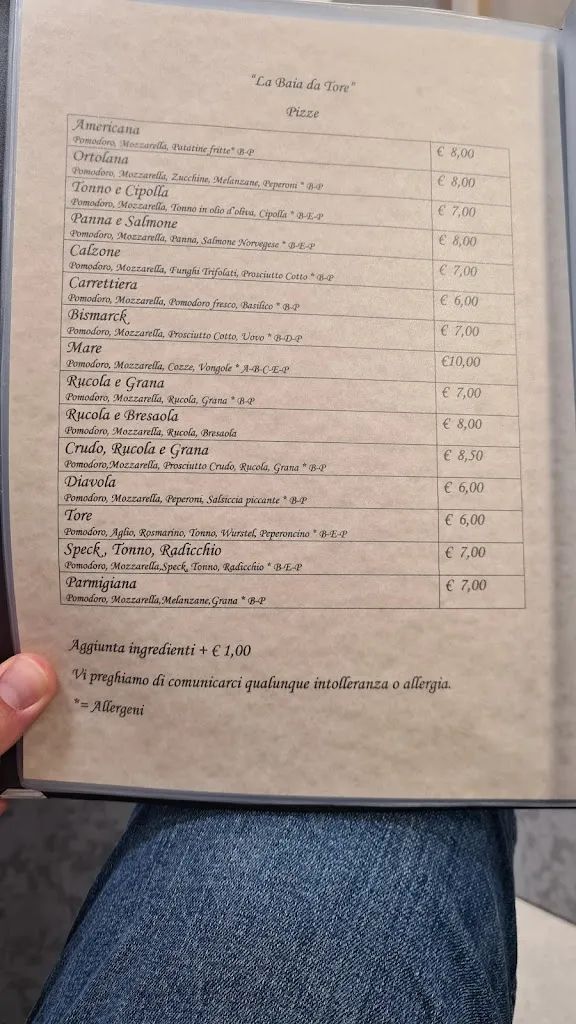 "La Baia da Tore"
Pizze
Americana
Pomodoro, Mozzarella, Patatine fritte* B-P
€ 8,00
Ortolana
Pomodoro, Mozzarella, Zucchine, Melanzane, Peperoni * B-P
€ 8,00
Tonno e Cipolla
Pomodoro, Mozzarella, Tonno in olio d'oliva, Cipolla * B-E-P
€ 7,00
Panna e Salmone
Pomodoro, Mozzarella, Panna, Salmone Norvegese * B-E-P
€ 8,00
Calzone
Pomodoro, Mozzarella, Funghi Trifolati, Prosciutto Cotto * B-P
€ 7,00
Carrettiera
Pomodoro, Mozzarella, Pomodoro fresco, Basilico * B-P
€ 6,00
Bismarck
Pomodoro, Mozzarella, Prosciutto Cotto, Uovo * B-D-P
€ 7,00
Mare
Pomodoro, Mozzarella, Cozze, Vongole * A-B-C-E-P
€10,00
Rucola e Grana
Pomodoro, Mozzarella, Rucola, Grana * B-P
€ 7,00
Rucola e Bresaola
Pomodoro, Mozzarella, Rucola, Bresaola
€ 8,00
Crudo, Rucola e Grana
Pomodoro,Mozzarella, Prosciutto Crudo, Rucola, Grana * B-P
€ 8,50
Diavola
Pomodoro, Mozzarella, Peperoni, Salsiccia piccante * B-P
€ 6,00
Tore
Pomodoro, Aglio, Rosmarino, Tonno, Wurstel, Peperoncino * B-E-P
€ 6,00
Speck, Tonno, Radicchio
Pomodoro, Mozzarella,Speck, Tonno, Radicchio * B-E-P
€ 7,00
Parmigiana
Pomodoro, Mozzarella,Melanzane,Grana * B-P
€ 7,00
Aggiunta ingredienti + € 1,00
Vi preghiamo di comunicarci qualunque intolleranza o allergia.
*= Allergeni